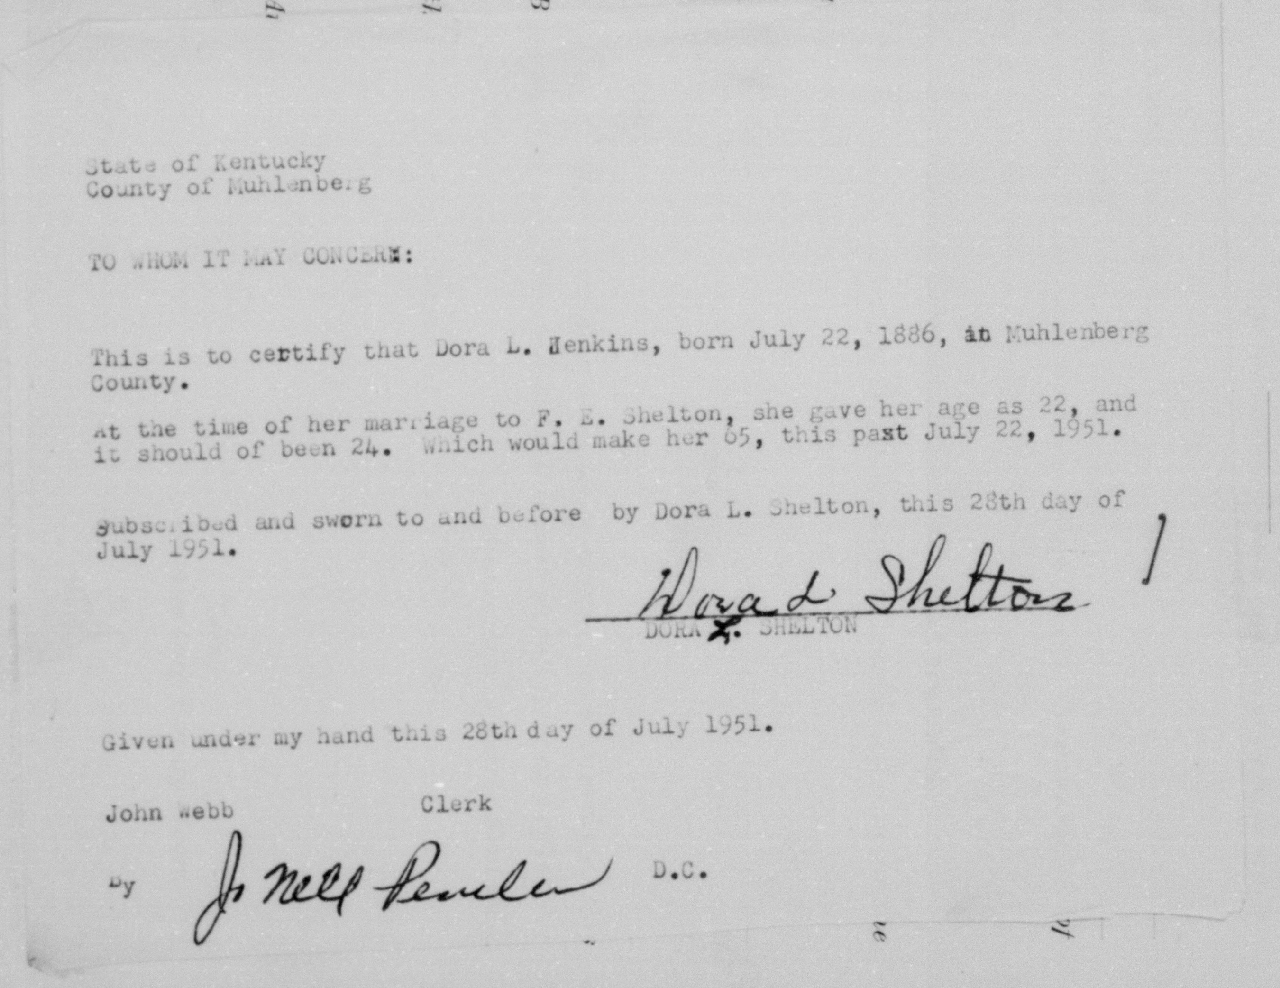 State of Kentucky
County of Muhlenberg
TO WHOM IT MAY CONCERN:
This is to certify that Dora L. Jenkins, born July 22, 1886, in Muhlenberg
County.
At the time of her marriage to F. E. Shelton, she gave her age as 22, and
it should of been 24. Which would make her 65, this past July 22, 1951.
Subscribed and sworn to and before by Dora L. Shelton, this 28th day of
July 1951.
Dora L Shelton
DORA L. SHELTON
Given under my hand this 28th day of July 1951.
John Webb Clerk
By Jo Nell D.C.